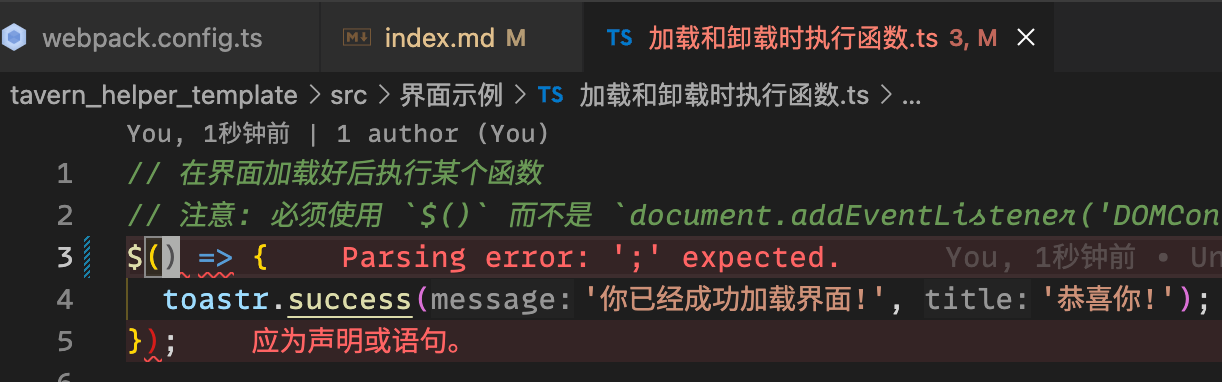 webpack.config.ts index.md M TS 加载和卸载时执行函数.ts 3, M
tavern_helper_template > src > 界面示例 > TS 加载和卸载时执行函数.ts > ...
You, 1秒钟前 | 1 author (You)
1 // 在界面加载好后执行某个函数
2 // 注意: 必须使用 `$()` 而不是 `document.addEventListener('DOMCon
3 $() => { Parsing error: ';' expected. You, 1秒钟前 • Un
4 toastr.success(message: '你已经成功加载界面!', title: '恭喜你!');
5 }); 应为声明或语句。